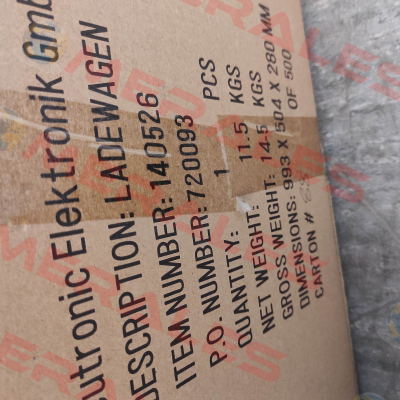 utronic Elektronik Gmb
DESCRIPTION: LADEWAGEN
ITEM NUMBER: 140526
P.O. NUMBER: 720093
QUANTITY: 1 PCS
NET WEIGHT: 11.5 KGS
GROSS WEIGHT: 14.5 KGS
DIMENSIONS: 993 X 504 X 280 MM
CARTON # OF 500